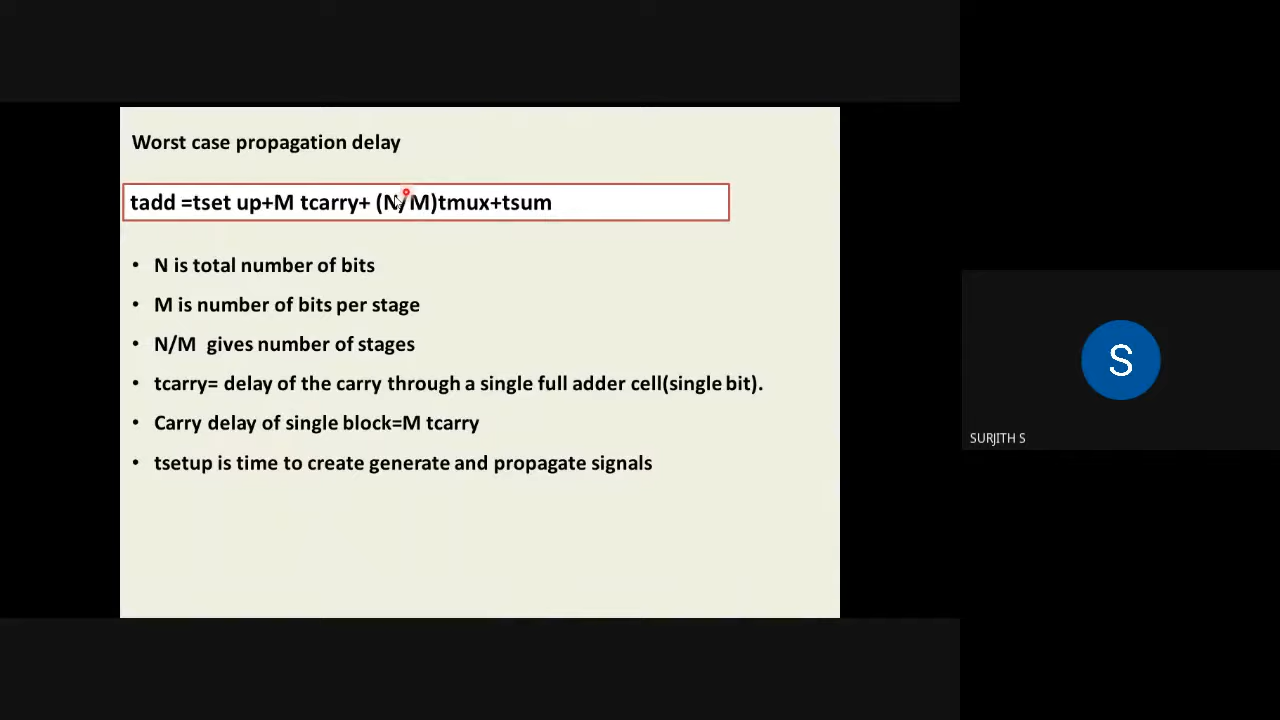 Worst case propagation delay
tadd =tset up+M tcarry+ (N/M)tmux+tsum
• N is total number of bits
• M is number of bits per stage
• N/M gives number of stages
• tcarry= delay of the carry through a single full adder cell(single bit).
• Carry delay of single block=M tcarry
• tsetup is time to create generate and propagate signals
S
SURJITH S